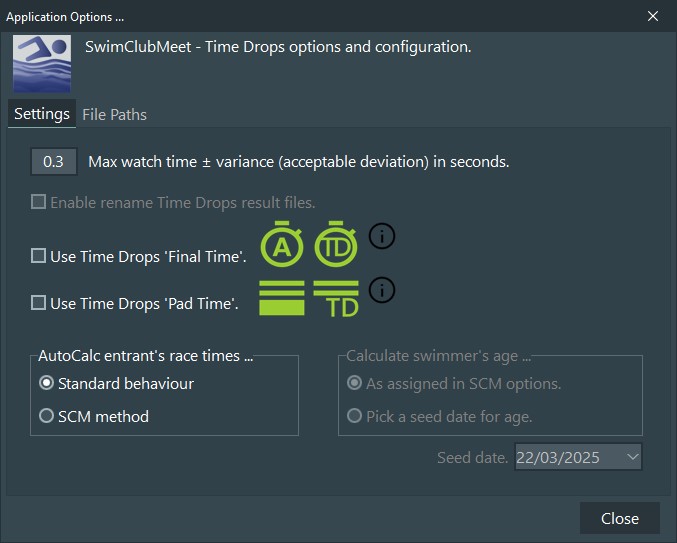 Application Options ...
SwimClubMeet - Time Drops options and configuration.
Settings File Paths
0.3 Max watch time ± variance (acceptable deviation) in seconds.
Enable rename Time Drops result files.
A TD i
Use Time Drops 'Final Time'.
TD i
Use Time Drops 'Pad Time'.
AutoCalc entrant's race times ...
Standard behaviour
SCM method
Calculate swimmer's age ...
As assigned in SCM options.
Pick a seed date for age.
Seed date. 22/03/2025
Close